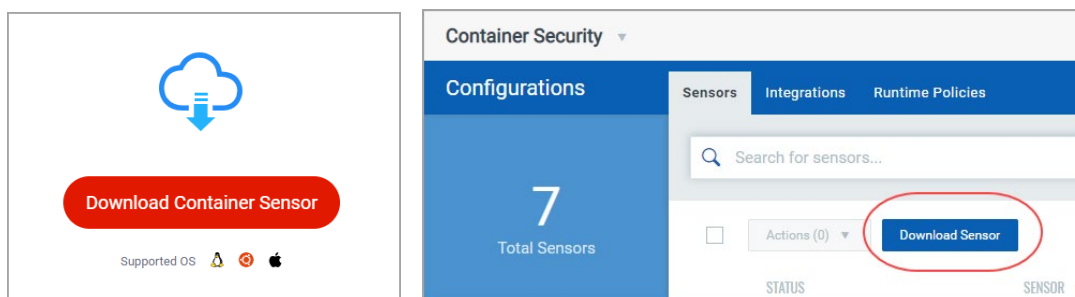 Download Container Sensor
Supported OS
Container Security
Configurations
Sensors Integrations Runtime Policies
Search for sensors...
7
Total Sensors
Actions (0) Download Sensor
STATUS SENSOR